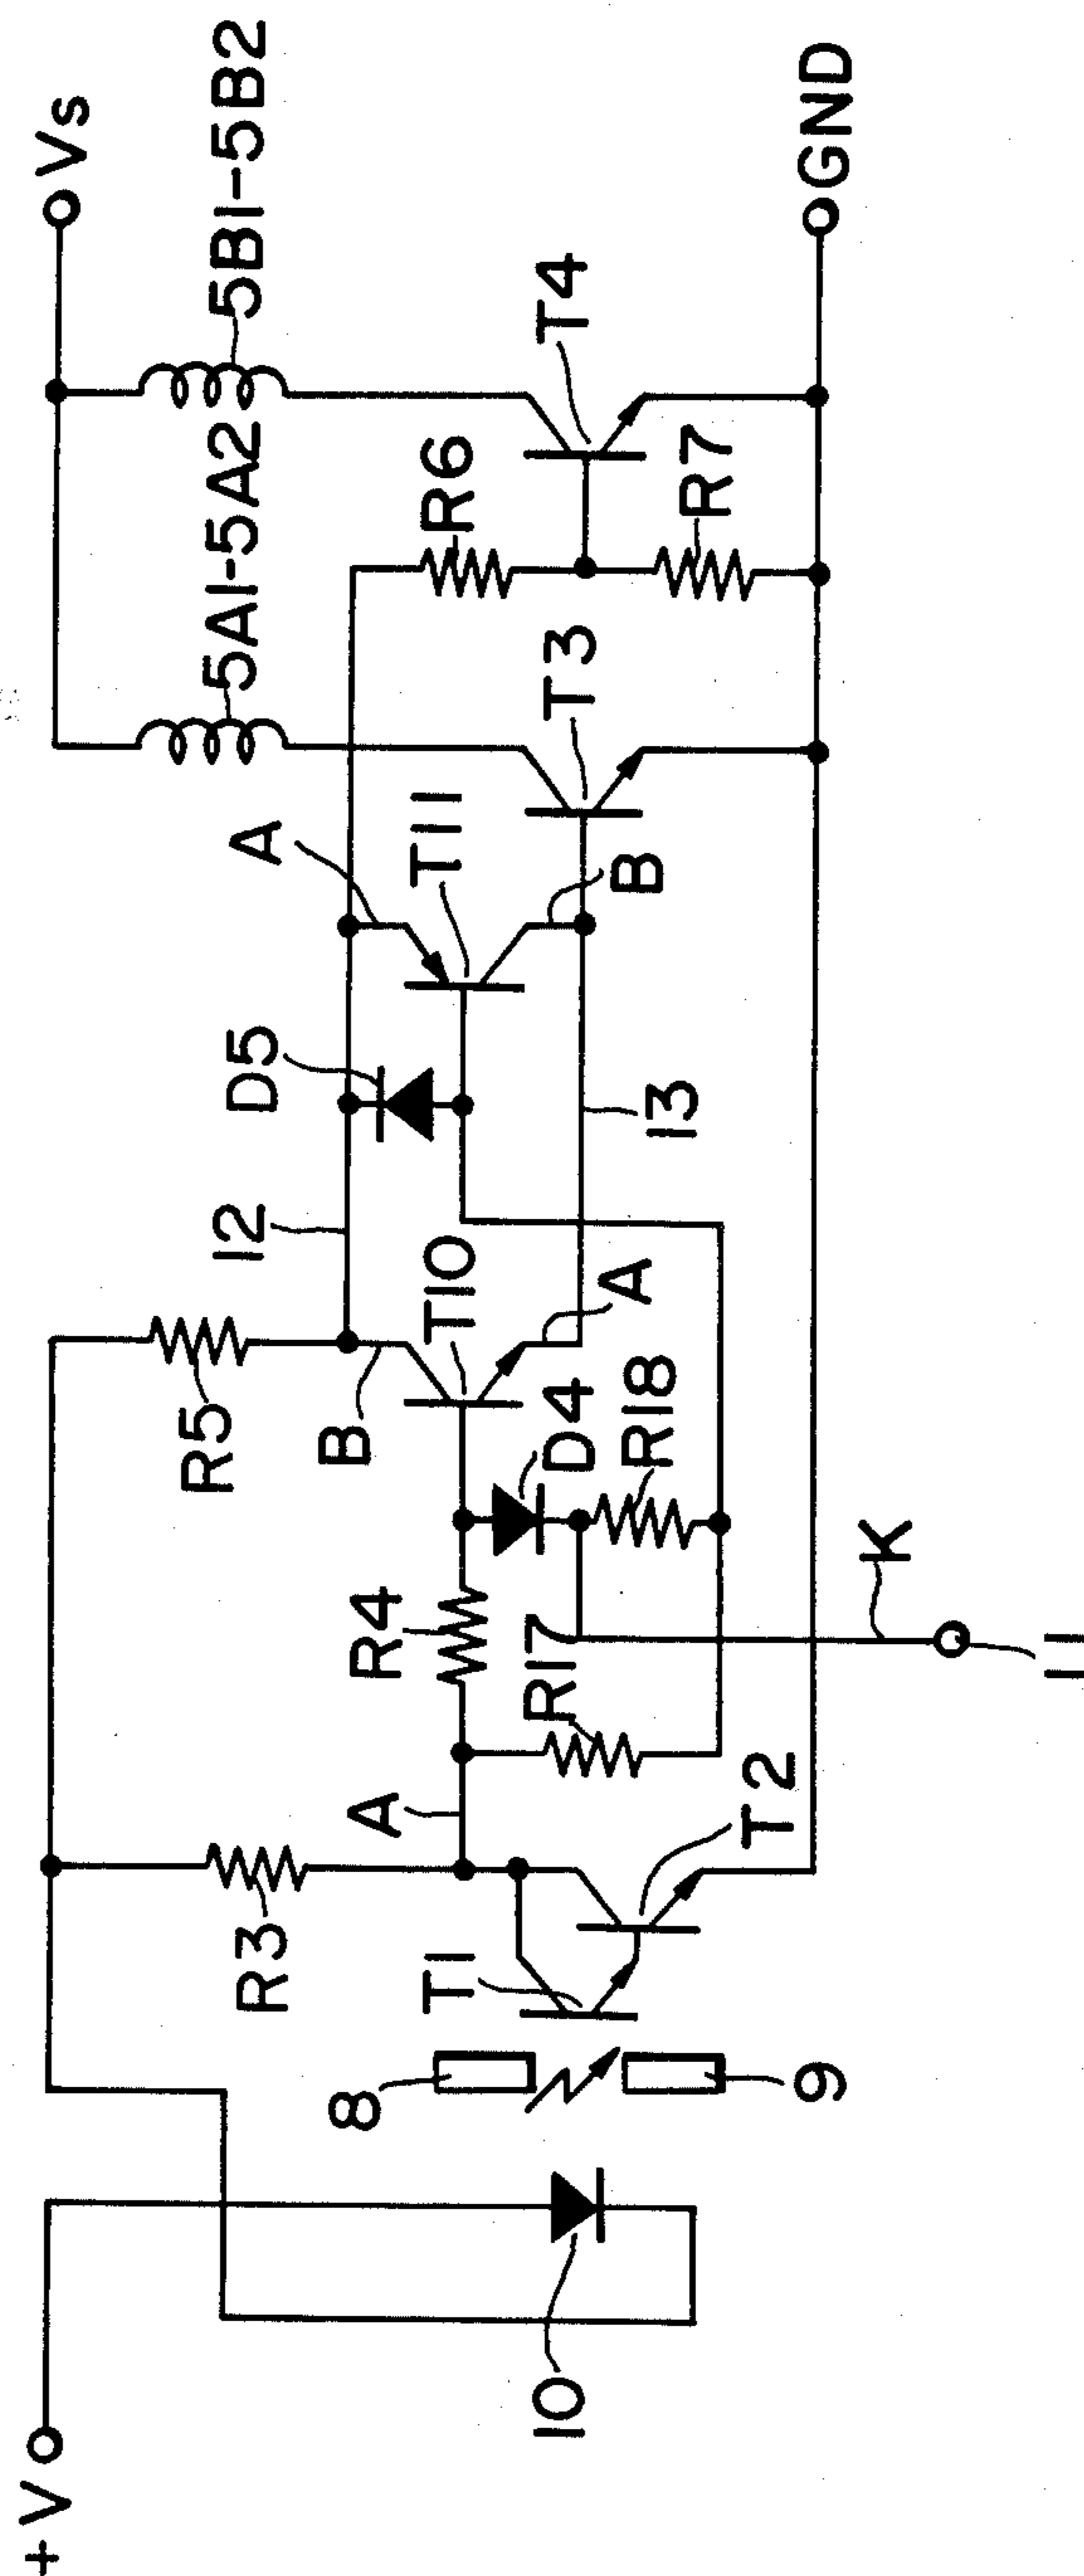 +V
Vs
5B1-5B2
5A1-5A2
R5
R3
12
D5
A
T11
R6
T4
GND
B
T10
A
R4
D4
R18
A
R17
T1
T2
8
9
10
K
11
13
B
T3
R7